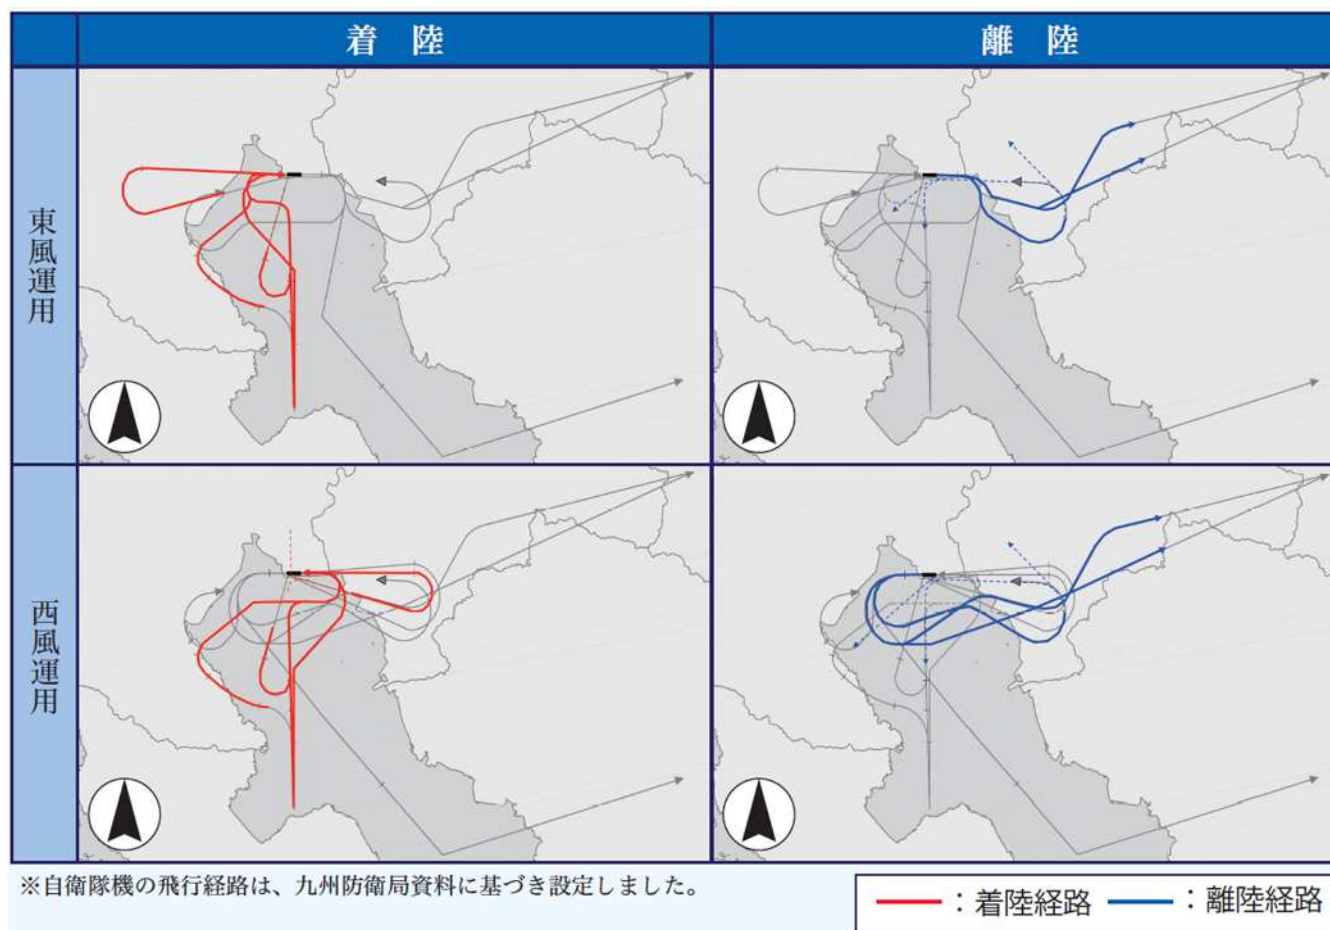 着 陸
離 陸
東風運用
西風運用
※自衛隊機の飛行経路は、九州防衛局資料に基づき設定しました。
：着陸経路
：離陸経路